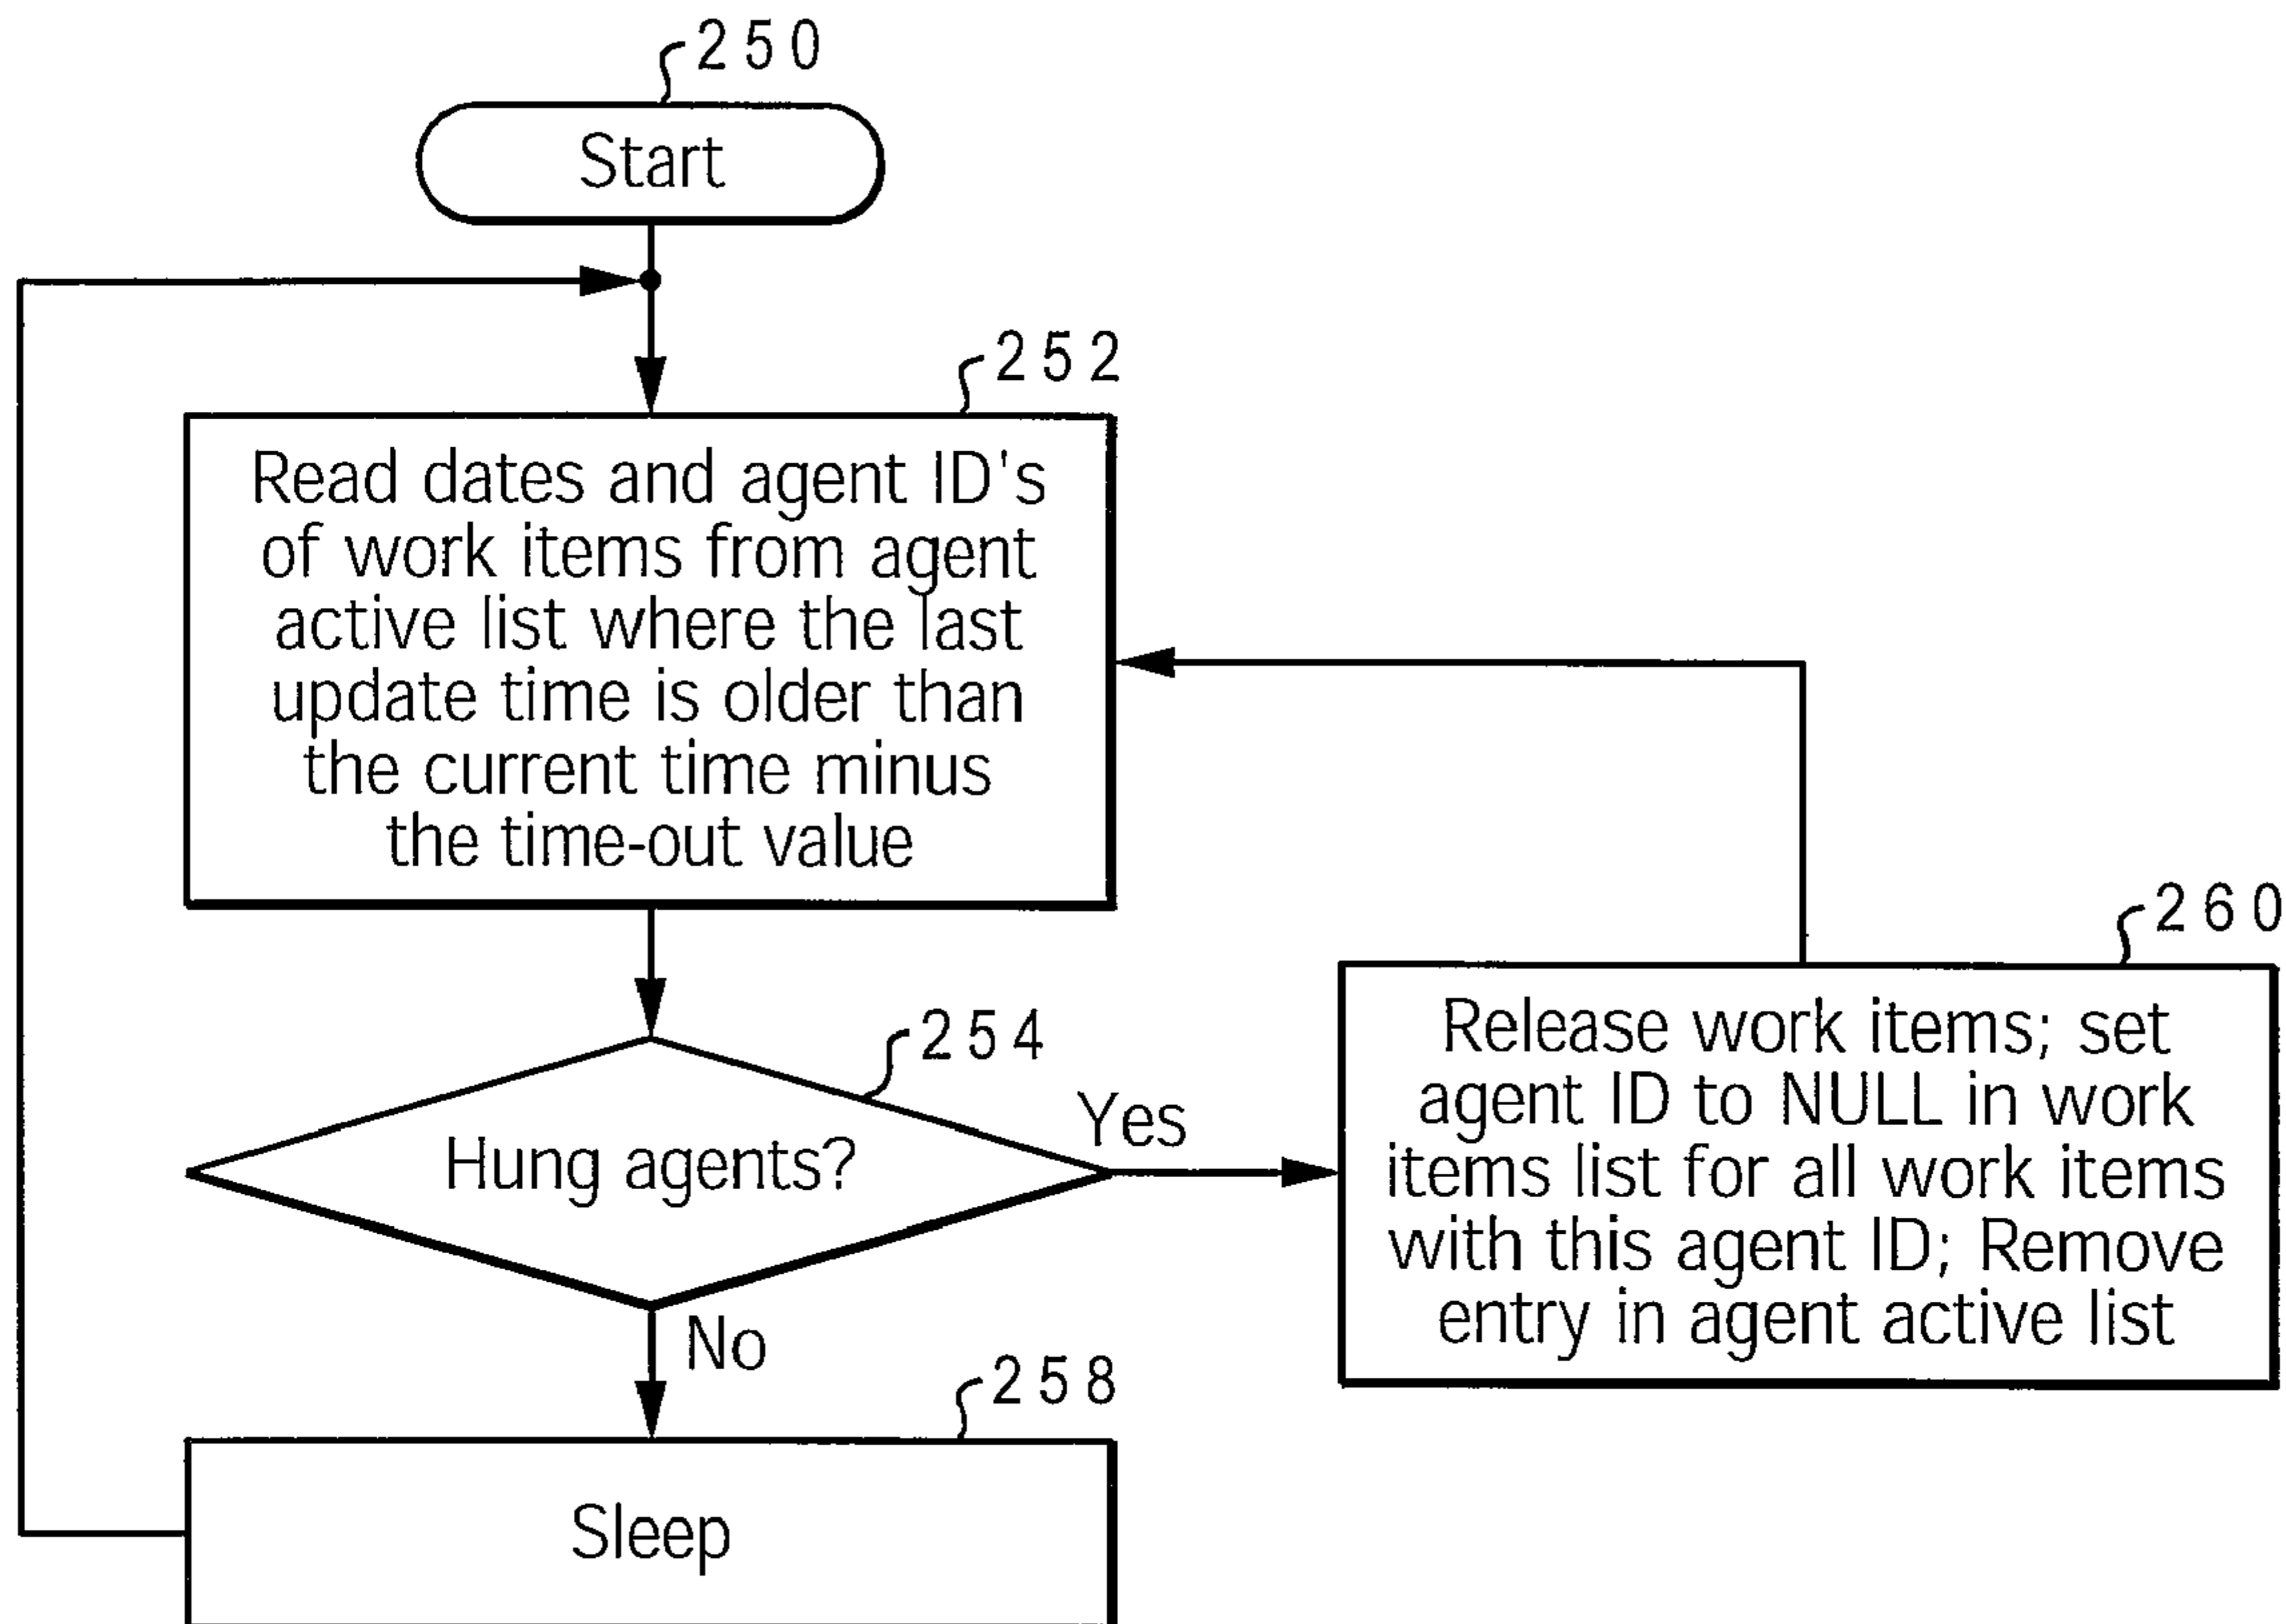 250
Start
252
Read dates and agent ID's
of work items from agent
active list where the last
update time is older than
the current time minus
the time-out value
254
Hung agents?
Yes
No
260
Release work items; set
agent ID to NULL in work
items list for all work items
with this agent ID; Remove
entry in agent active list
258
Sleep